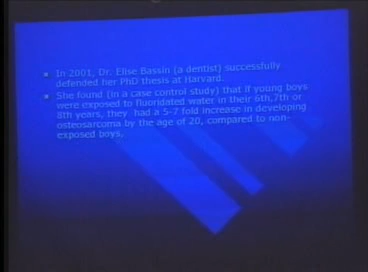 In 2001, Dr. Elise Bassin (a dentist) successfully
defended her PhD thesis at Harvard.
She found (in a case control study) that if young boys
were exposed to fluoridated water in their 6th,7th or
8th years, they had a 5-7 fold increase in developing
osteosarcoma by the age of 20, compared to non-
exposed boys.